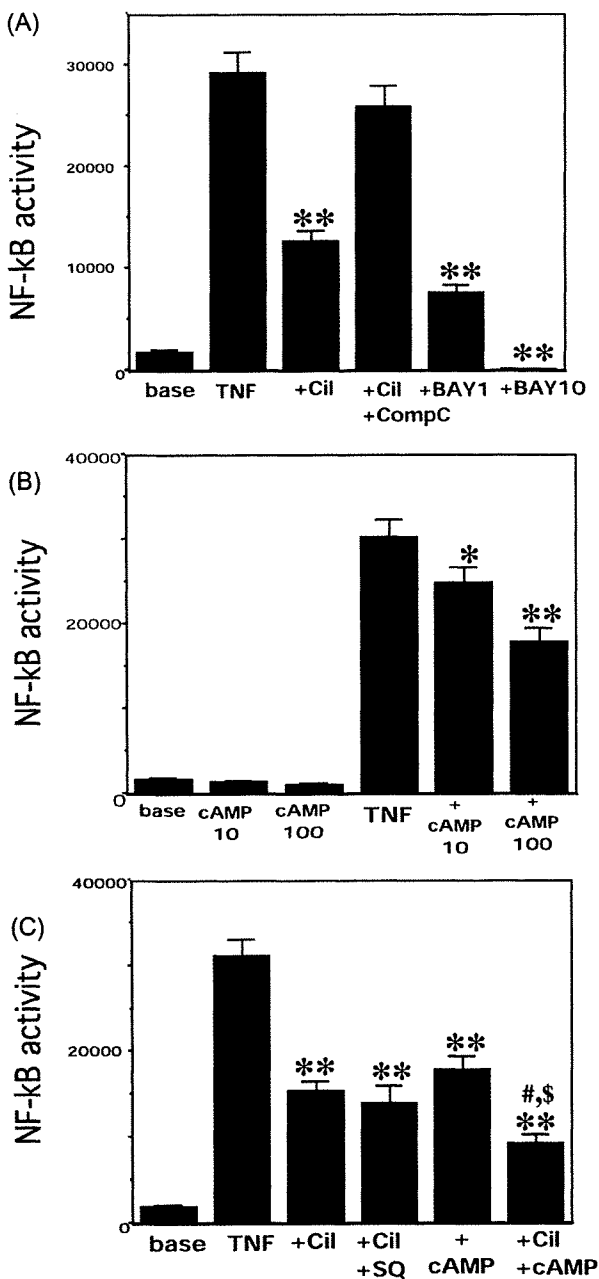 (A)
NF-kB activity
30000
20000
10000
0
**
**
**
base TNF +Cil +Cil +BAY1 +BAY10
+CompC
(B)
NF-kB activity
40000
20000
0
*
**
base cAMP cAMP TNF + +
10 100 cAMP cAMP
10 100
(C)
NF-kB activity
40000
20000
0
**
**
**
#,$
**
base TNF +Cil +Cil + +Cil
+SQ cAMP +cAMP